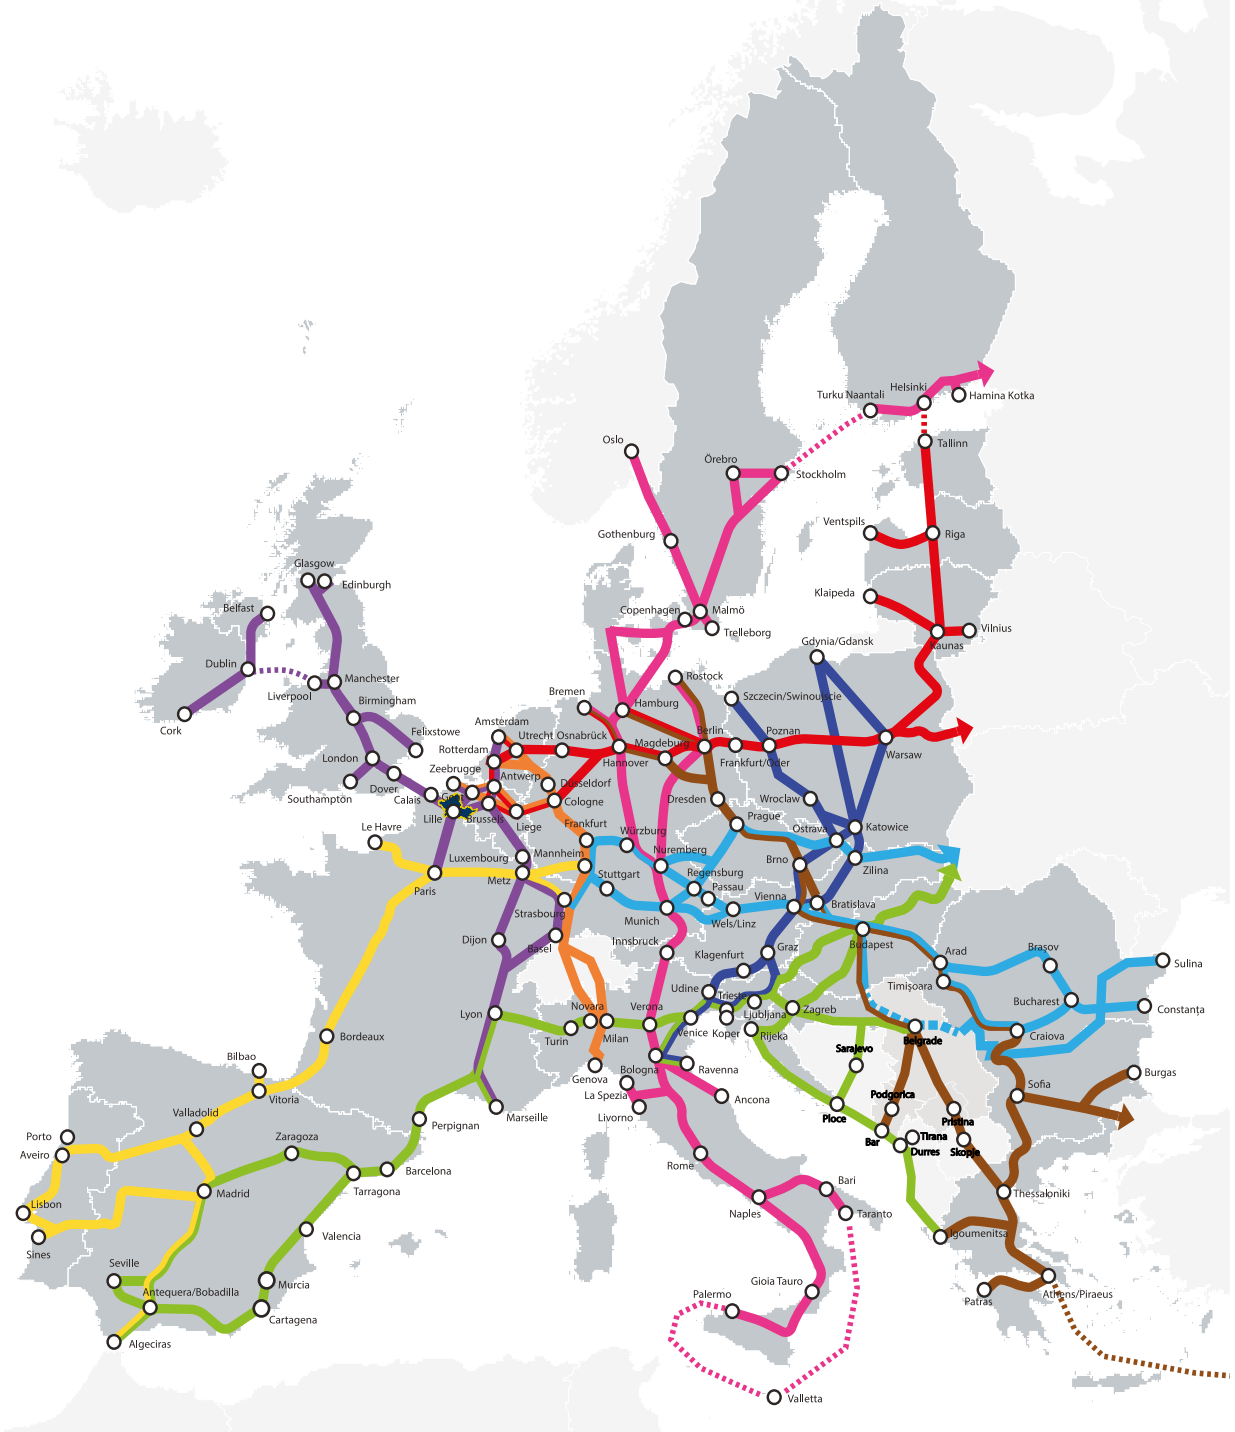 Helsinki
Turku Naantali
Hamina Kotka
Oslo
Tallinn
Örebro
Stockholm
Ventspils
Gothenburg
Riga
Glasgow
Edinburgh
Klaipeda
Belfast
Copenhagen
Malmö
Trelleborg
Vilnius
Kaunas
Gdynia/Gdansk
Dublin
Manchester
Rostock
Liverpool
Bremen
Szczecin/Swinoujscie
Birmingham
Hamburg
Cork
Felixstowe
Amsterdam
Utrecht
Osnabrück
Magdeburg
Berlin
Poznan
Rotterdam
Warsaw
London
Hannover
Frankfurt/Oder
Zeebrugge
Antwerp
Düsseldorf
Dover
Southampton
Calais
Gent
Cologne
Dresden
Wroclaw
Lille
Brussels
Liege
Prague
Le Havre
Frankfurt
Würzburg
Ostrava
Katowice
Luxembourg
Mannheim
Nuremberg
Brno
Zilina
Metz
Stuttgart
Regensburg
Passau
Paris
Vienna
Bratislava
Strasbourg
Munich
Wels/Linz
Dijon
Basel
Innsbruck
Graz
Budapest
Klagenfurt
Arad
Braşov
Sulina
Udine
Timişoara
Trieste
Bucharest
Novara
Verona
Ljubljana
Zagreb
Constanţa
Lyon
Venice
Koper
Rijeka
Belgrade
Craiova
Bordeaux
Turin
Milan
Sarajevo
Bilbao
Genova
Bologna
Ravenna
Burgas
La Spezia
Podgorica
Sofia
Vitoria
Ancona
Valladolid
Marseille
Livorno
Ploce
Pristina
Perpignan
Porto
Zaragoza
Bar
Tirana
Aveiro
Durres
Skopje
Barcelona
Rome
Tarragona
Madrid
Bari
Thessaloniki
Lisbon
Naples
Taranto
Valencia
Igoumenitsa
Sines
Seville
Murcia
Gioia Tauro
Antequera/Bobadilla
Palermo
Patras
Athens/Piraeus
Cartagena
Algeciras
Valletta